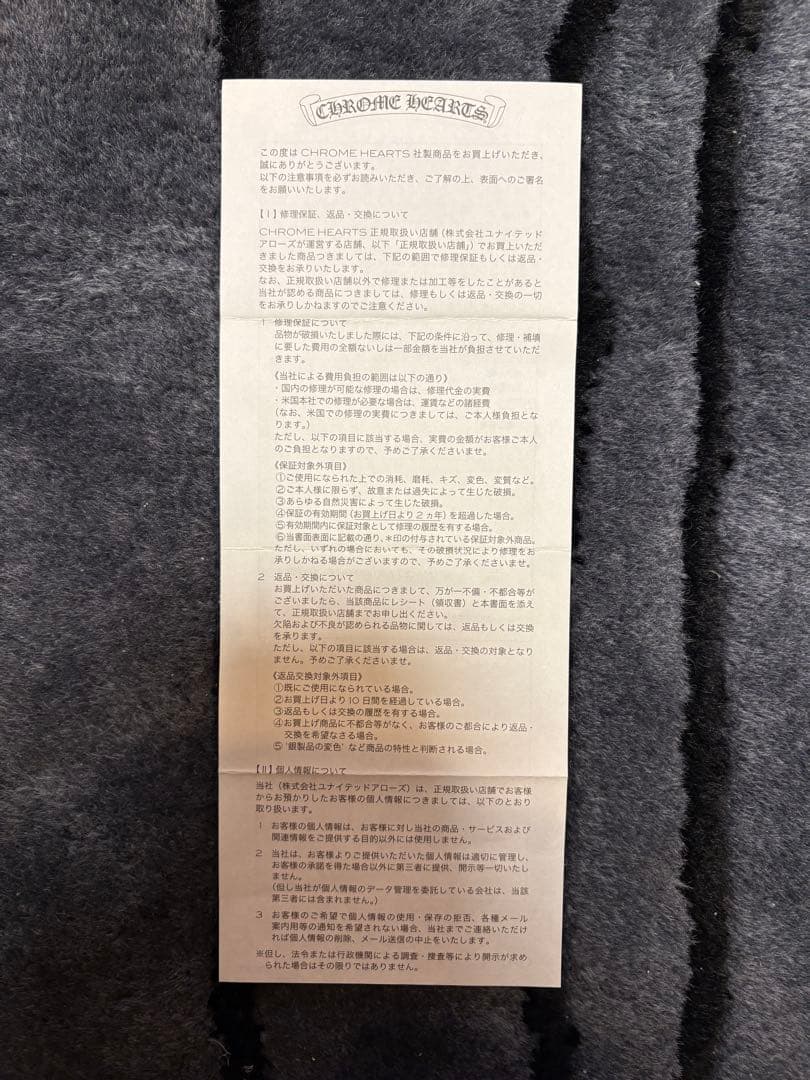 CHROME HEARTS
この度は CHROME HEARTS 社製商品をお買上げいただき、
誠にありがとうございます。
以下の注意事項を必ずお読みいただき、ご了解の上、表面へのご署名
をお願いいたします。
【I】修理保証、返品・交換について
CHROME HEARTS 正規取扱い店舗（株式会社ユナイテッド
アローズが運営する店舗、以下「正規取扱い店舗」）でお買上いただ
きました商品つきましては、下記の範囲で修理保証もしくは返品・
交換をお承りいたします。
なお、正規取扱い店舗以外で修理または加工等をしたことがあると
当社が認める商品につきましては、修理もしくは返品・交換の一切
をお承りしかねますのでご注意ください。
1 修理保証について
品物が破損いたしました際には、下記の条件に沿って、修理・補填
に要した費用の全額ないしは一部金額を当社が負担させていただ
きます。
《当社による費用負担の範囲は以下の通り》
・国内の修理が可能な修理の場合は、修理代金の実費
・米国本社での修理が必要な場合は、運賃などの諸経費
（なお、米国での修理の実費につきましては、ご本人様負担とな
ります。）
ただし、以下の項目に該当する場合、実費の金額がお客様ご本人
のご負担となりますので、予めご了承くださいませ。
《保証対象外項目》
①ご使用になられた上での消耗、磨耗、キズ、変色、変質など。
②ご本人様に限らず、故意または過失によって生じた破損。
③あらゆる自然災害によって生じた破損。
④保証の有効期間（お買上げ日より2ヵ年）を超過した場合。
⑤有効期間内に保証対象として修理の履歴を有する場合。
⑥当書面表面に記載の通り、＊印の付与されている保証対象外商品。
ただし、いずれの場合においても、その破損状況により修理をお
承りしかねる場合がございますので、予めご了承くださいませ。
2 返品・交換について
お買上げいただいた商品につきまして、万が一不備・不都合等が
ございましたら、当該商品にレシート（領収書）と本書面を添え
て、正規取扱い店舗までお申し出ください。
欠陥および不良が認められる品物に関しては、返品もしくは交換
を承ります。
ただし、以下の項目に該当する場合は、返品・交換の対象となり
ません。予めご了承くださいませ。
《返品交換対象外項目》
①既にご使用になられている場合。
②お買上げ日より10日間を経過している場合。
③返品もしくは交換の履歴を有する場合。
④お買上げ商品に不都合等がなく、お客様のご都合により返品・
交換を希望なさる場合。
⑤‘銀製品の変色’など商品の特性と判断される場合。
【II】個人情報について
当社（株式会社ユナイテッドアローズ）は、正規取扱い店舗でお客様
からお預かりしたお客様の個人情報につきましては、以下のとおり
取り扱います。
1 お客様の個人情報は、お客様に対し当社の商品・サービスおよび
関連情報をご提供する目的以外には使用しません。
2 当社は、お客様よりご提供いただいた個人情報は適切に管理し、
お客様の承諾を得た場合以外に第三者に提供、開示等一切いたし
ません。
（但し当社が個人情報のデータ管理を委託している会社は、当該
第三者には含まれません。）
3 お客様のご希望で個人情報の使用・保存の拒否、各種メール
案内用等の通知を希望されない場合、当社までご連絡いただけ
れば個人情報の削除、メール送信の中止をいたします。
※但し、法令または行政機関による調査・捜査等により開示が求め
られた場合はその限りではありません。